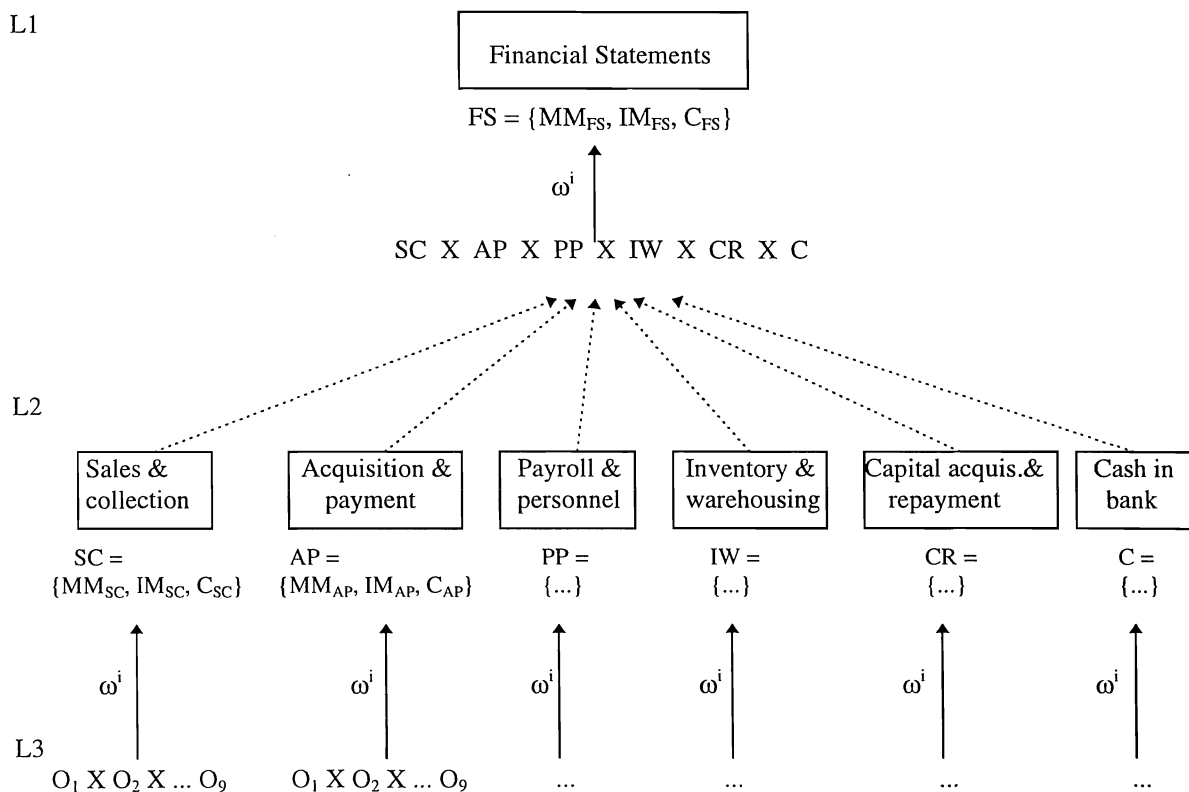 L1
Financial Statements
FS = {MM_FS, IM_FS, C_FS}
ω^i
SC X AP X PP X IW X CR X C
L2
Sales &
collection
Acquisition &
payment
Payroll &
personnel
Inventory &
warehousing
Capital acquis.&
repayment
Cash in
bank
SC =
{MM_SC, IM_SC, C_SC}
AP =
{MM_AP, IM_AP, C_AP}
PP =
{...}
IW =
{...}
CR =
{...}
C =
{...}
ω^i
ω^i
ω^i
ω^i
ω^i
ω^i
L3
O_1 X O_2 X ... O_9
O_1 X O_2 X ... O_9
...
...
...
...